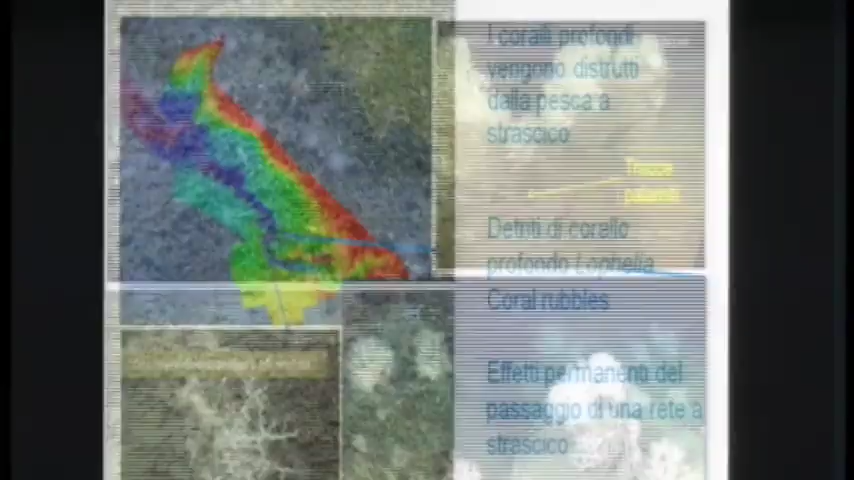 I coralli profondi
vengono distrutti
dalla pesca a
strascico
Detriti di corallo
profondo Lophelia
Coral rubbles
Effetti permanenti del
passaggio di una rete a
strascico